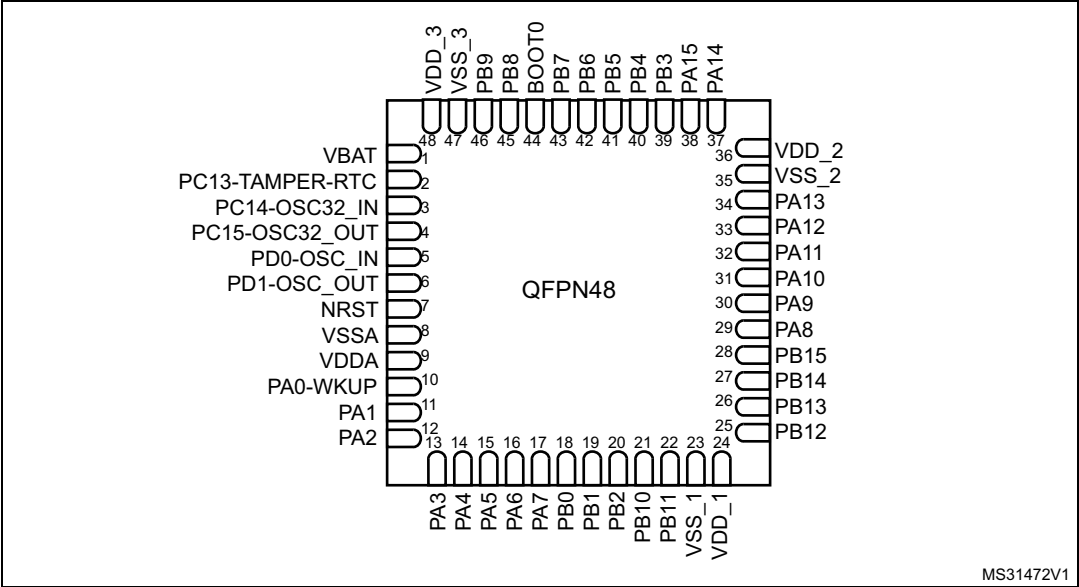 VDD_3
VSS_3
PB9
PB8
BOOT0
PB7
PB6
PB5
PB4
PB3
PA15
PA14
48 47 46 45 44 43 42 41 40 39 38 37
VBAT 1
PC13-TAMPER-RTC 2
PC14-OSC32_IN 3
PC15-OSC32_OUT 4
PD0-OSC_IN 5
PD1-OSC_OUT 6
NRST 7
VSSA 8
VDDA 9
PA0-WKUP 10
PA1 11
PA2 12
QFPN48
36 VDD_2
35 VSS_2
34 PA13
33 PA12
32 PA11
31 PA10
30 PA9
29 PA8
28 PB15
27 PB14
26 PB13
25 PB12
13 14 15 16 17 18 19 20 21 22 23 24
PA3
PA4
PA5
PA6
PA7
PB0
PB1
PB2
PB10
PB11
VSS_1
VDD_1
MS31472V1